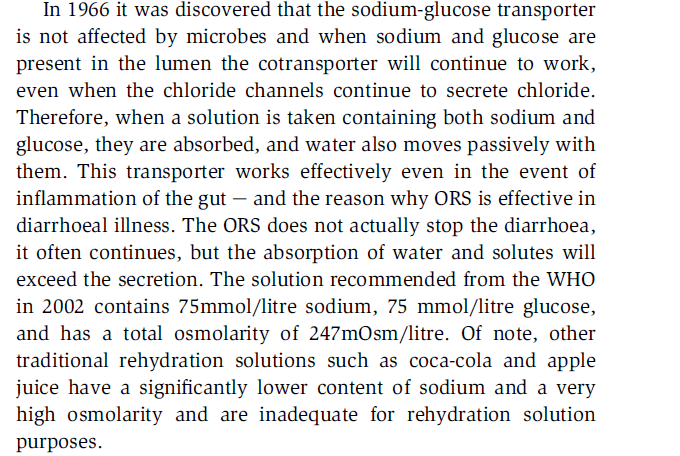 In 1966 it was discovered that the sodium-glucose transporter
is not affected by microbes and when sodium and glucose are
present in the lumen the cotransporter will continue to work,
even when the chloride channels continue to secrete chloride.
Therefore, when a solution is taken containing both sodium and
glucose, they are absorbed, and water also moves passively with
them. This transporter works effectively even in the event of
inflammation of the gut — and the reason why ORS is effective in
diarrhoeal illness. The ORS does not actually stop the diarrhoea,
it often continues, but the absorption of water and solutes will
exceed the secretion. The solution recommended from the WHO
in 2002 contains 75mmol/litre sodium, 75 mmol/litre glucose,
and has a total osmolarity of 247mOsm/litre. Of note, other
traditional rehydration solutions such as coca-cola and apple
juice have a significantly lower content of sodium and a very
high osmolarity and are inadequate for rehydration solution
purposes.